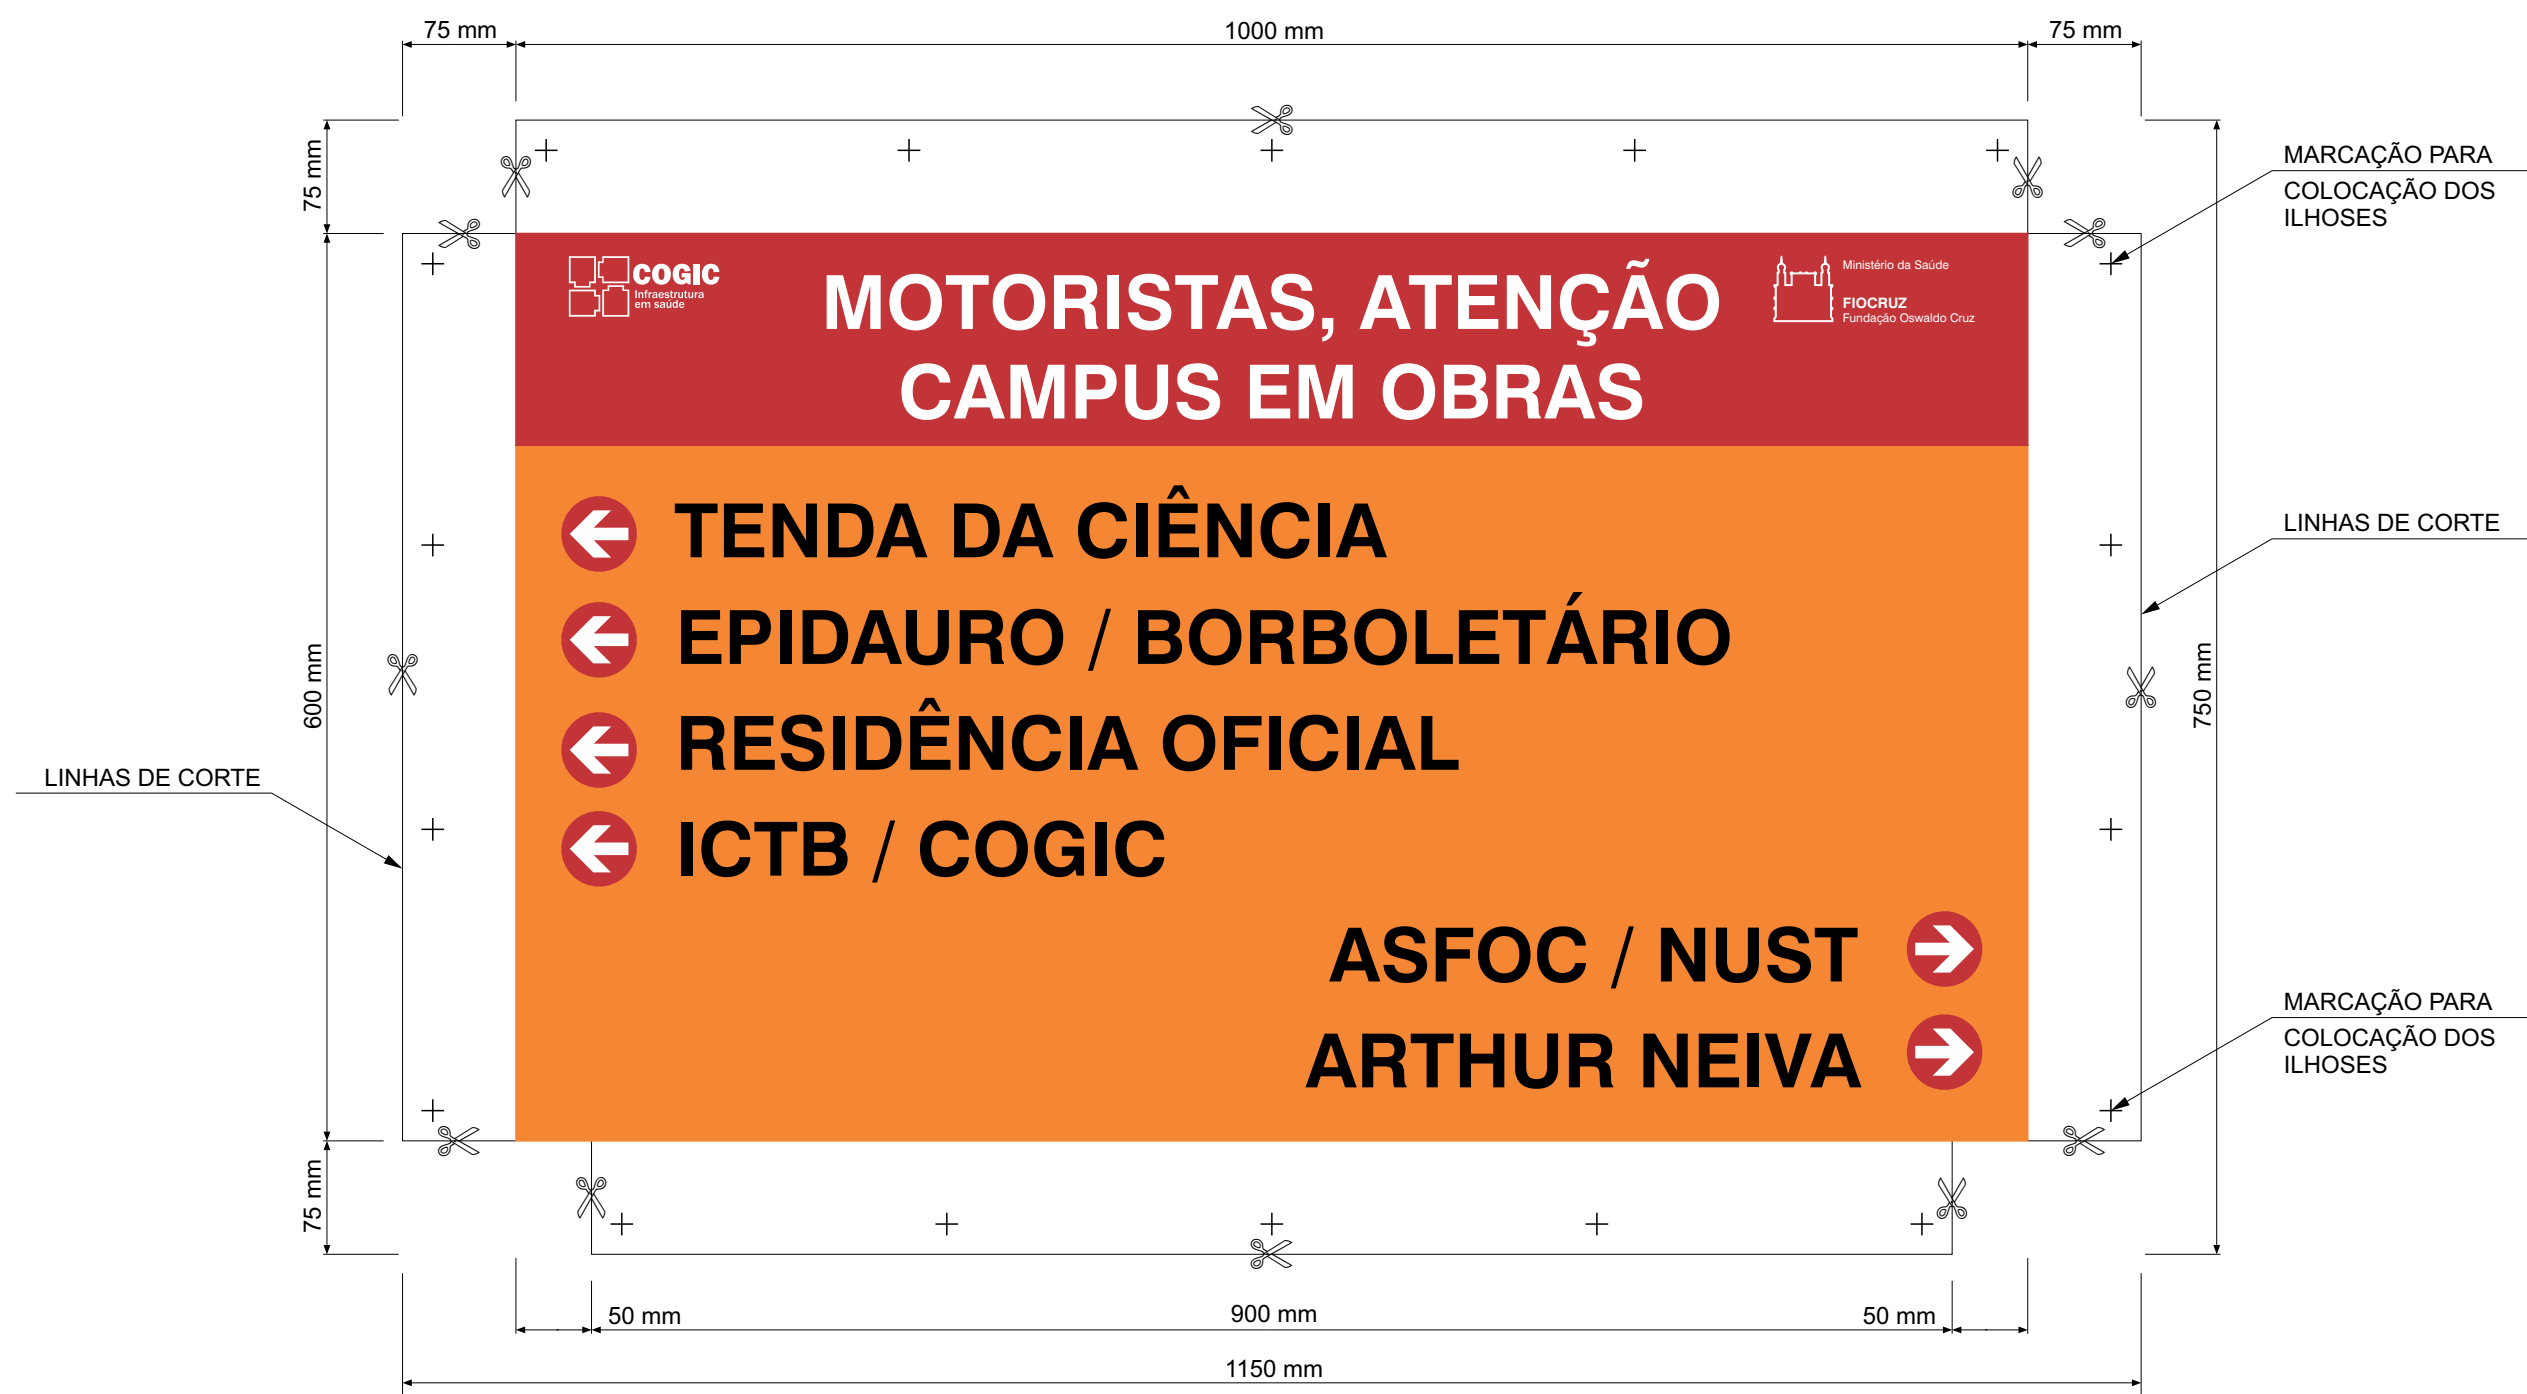 75 mm
1000 mm
75 mm
75 mm
MARCAÇÃO PARA
COLOCAÇÃO DOS
ILHOSES
COGIC
Infraestrutura
em saúde
MOTORISTAS, ATENÇÃO
CAMPUS EM OBRAS
Ministério da Saúde
FIOCRUZ
Fundação Oswaldo Cruz
TENDA DA CIÊNCIA
LINHAS DE CORTE
EPIDAURO / BORBOLETÁRIO
600 mm
750 mm
RESIDÊNCIA OFICIAL
LINHAS DE CORTE
ICTB / COGIC
ASFOC / NUST
MARCAÇÃO PARA
COLOCAÇÃO DOS
ILHOSES
ARTHUR NEIVA
75 mm
50 mm
900 mm
50 mm
1150 mm